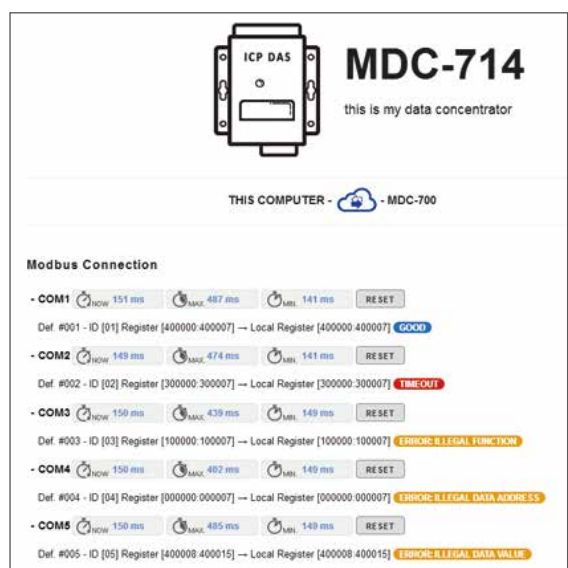 ICP DAS
MDC-714
this is my data concentrator
THIS COMPUTER - - MDC-700
Modbus Connection
- COM1 NOW 151 ms MAX. 487 ms MIN. 141 ms RESET
Def. #001 - ID [01] Register [400000:400007] → Local Register [400000:400007] GOOD
- COM2 NOW 149 ms MAX. 474 ms MIN. 141 ms RESET
Def. #002 - ID [02] Register [300000:300007] → Local Register [300000:300007] TIMEOUT
- COM3 NOW 150 ms MAX. 439 ms MIN. 149 ms RESET
Def. #003 - ID [03] Register [100000:100007] → Local Register [100000:100007] ERROR: ILLEGAL FUNCTION
- COM4 NOW 150 ms MAX. 402 ms MIN. 149 ms RESET
Def. #004 - ID [04] Register [000000:000007] → Local Register [000000:000007] ERROR: ILLEGAL DATA ADDRESS
- COM5 NOW 150 ms MAX. 485 ms MIN. 149 ms RESET
Def. #005 - ID [05] Register [400008:400015] → Local Register [400008:400015] ERROR: ILLEGAL DATA VALUE